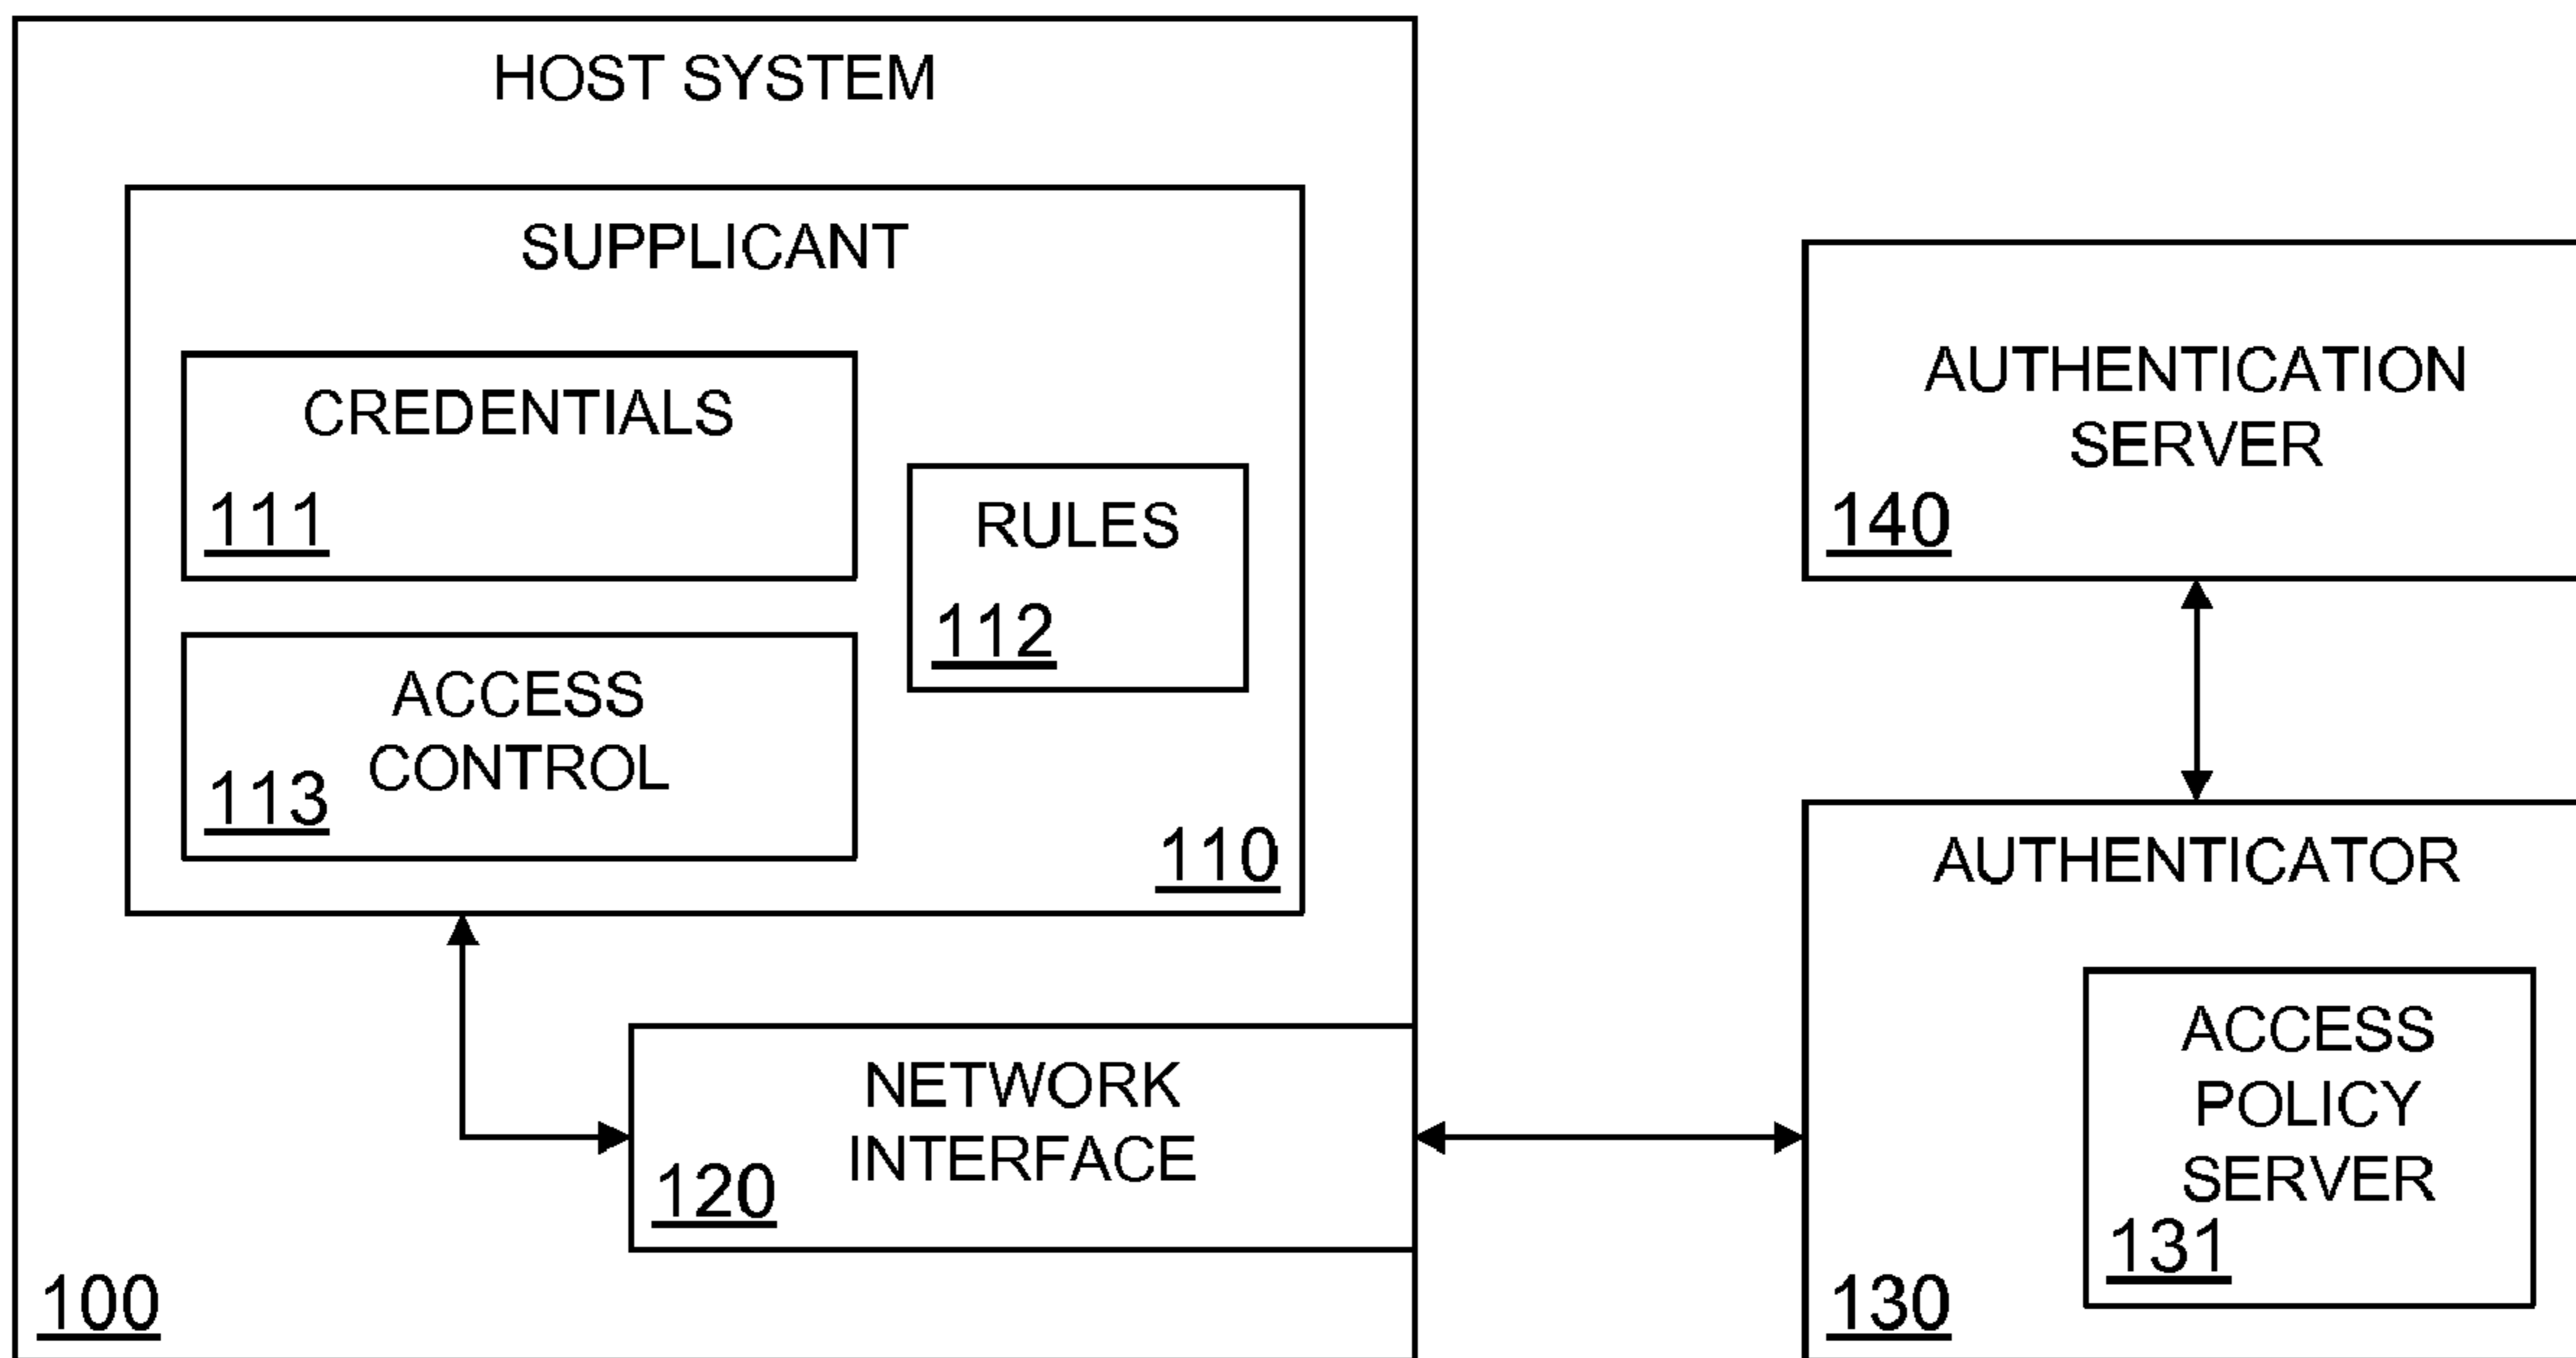 HOST SYSTEM
SUPPLICANT
CREDENTIALS
111
RULES
112
ACCESS
CONTROL
113
110
NETWORK
INTERFACE
120
100
AUTHENTICATION
SERVER
140
AUTHENTICATOR
ACCESS
POLICY
SERVER
131
130